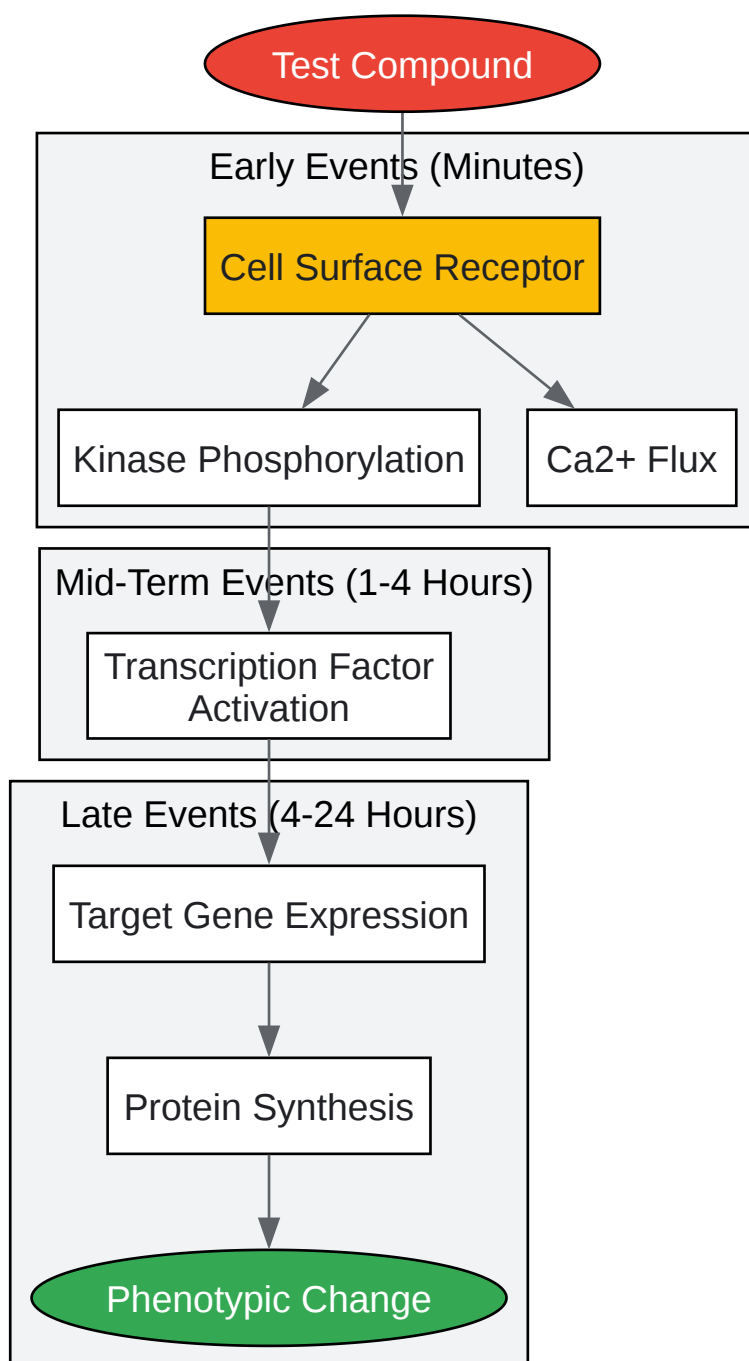 Test Compound
Early Events (Minutes)
Cell Surface Receptor
Kinase Phosphorylation
Ca2+ Flux
Mid-Term Events (1-4 Hours)
Transcription Factor
Activation
Late Events (4-24 Hours)
Target Gene Expression
Protein Synthesis
Phenotypic Change